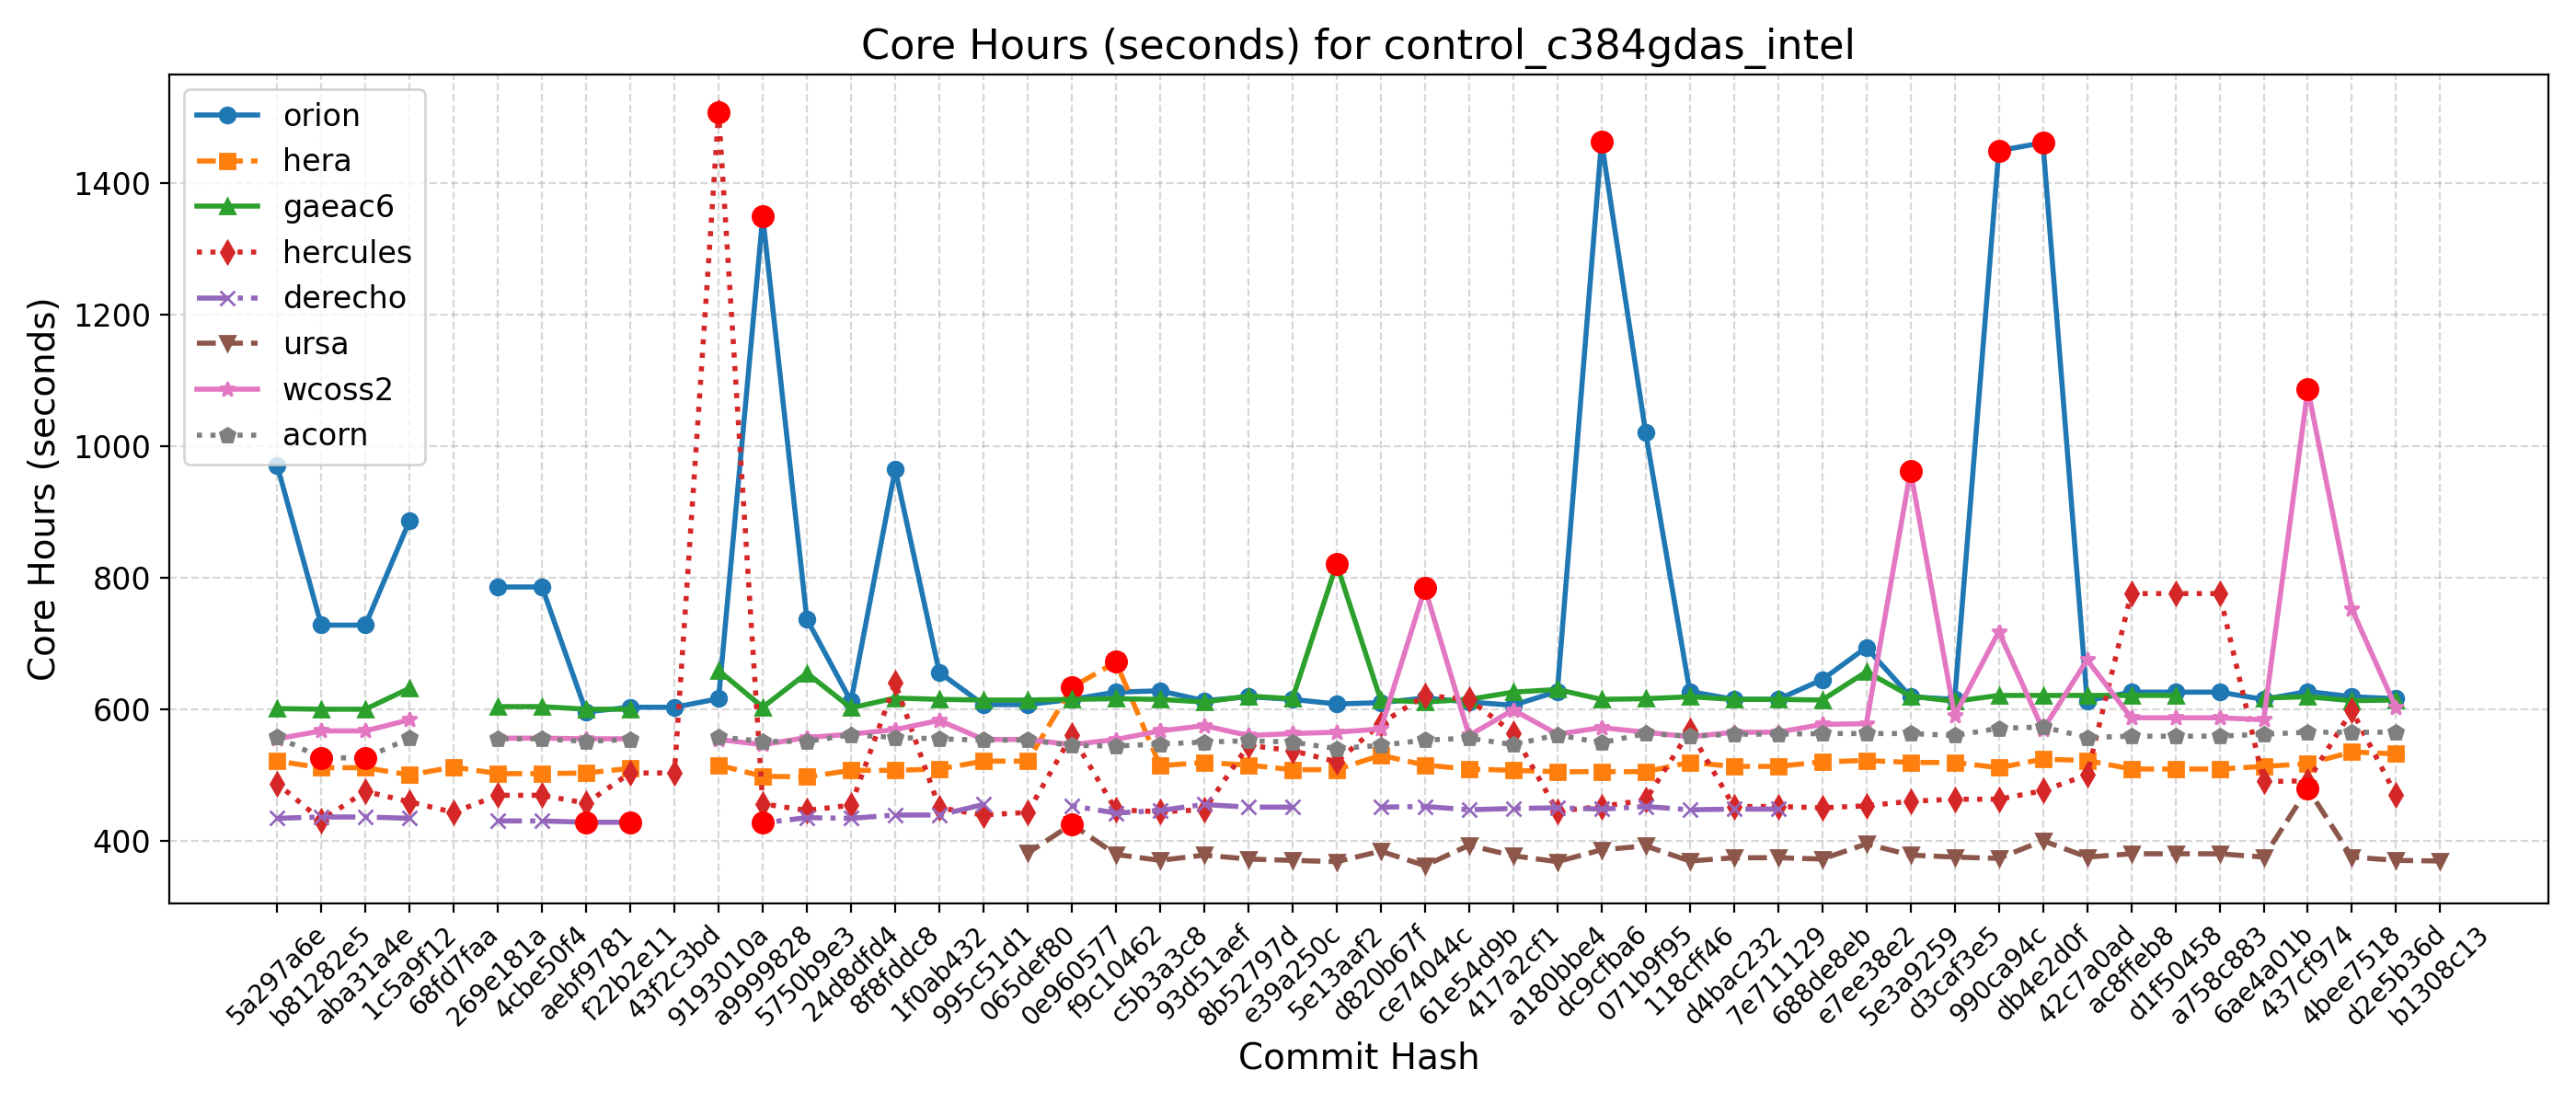 Core Hours (seconds) for control_c384gdas_intel
Core Hours (seconds)
1400
1200
1000
800
600
400
orion
hera
gaeac6
hercules
derecho
ursa
wcoss2
acorn
5a297a6e
b81282e5
aba31a4e
1c5a9f12
68fd7faa
269e181a
4cbe50f4
aebf9781
f22b2e11
43f2c3bd
9193010a
a9999828
5750b9e3
24d8dfd4
8f8fddc8
1f0ab432
995c51d1
065def80
0e960577
f9c10462
c5b3a3c8
93d51aef
8b52797d
e39a250c
5e13aaf2
d820b67f
ce74044c
61e54d9b
417a2cf1
a180bbe4
dc9cfba6
071b9f95
118cff46
d4bac232
7e711129
688de8eb
e7ee38e2
5e3a9259
d3caf3e5
990ca94c
db4e2d0f
42c7a0ad
ac8ffeb8
d1f50458
a758c883
6ae4a01b
437cf974
4bee7518
d2e5b36d
b1308c13
Commit Hash